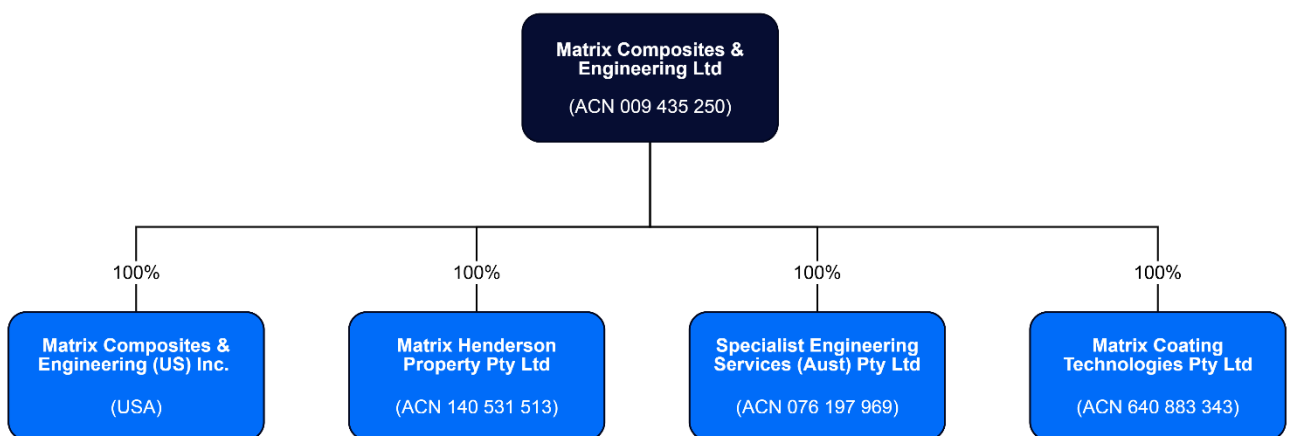 Matrix Composites &
Engineering Ltd
(ACN 009 435 250)
100%
100%
100%
100%
Matrix Composites &
Engineering (US) Inc.
(USA)
Matrix Henderson
Property Pty Ltd
(ACN 140 531 513)
Specialist Engineering
Services (Aust) Pty Ltd
(ACN 076 197 969)
Matrix Coating
Technologies Pty Ltd
(ACN 640 883 343)